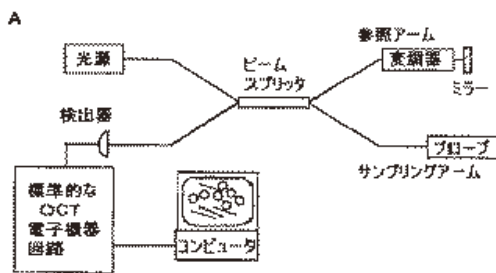 A
光源
ビーム
スプリッタ
参照アーム
変調器
ミラー
検出器
プローブ
サンプリングアーム
標準的な
OCT
電子機器
回路
コンピュータ